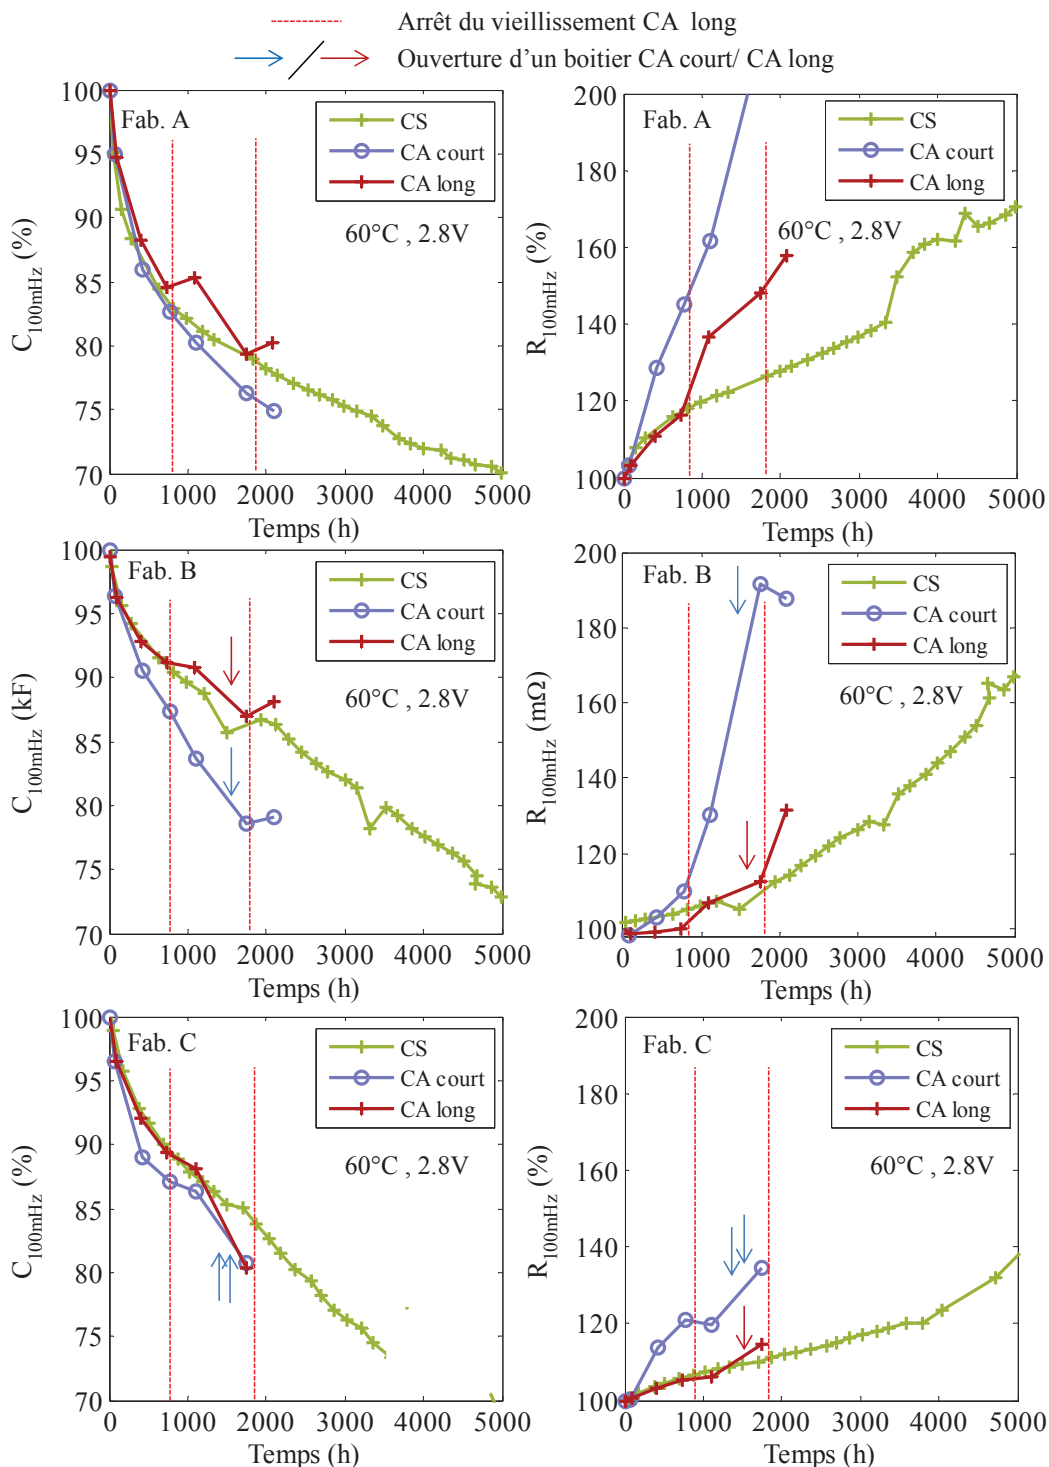 Arrêt du vieillissement CA long
Ouverture d'un boitier CA court/ CA long
100
95
90
85
80
75
70
C100mHz (%)
Fab. A
CS
CA court
CA long
60°C , 2.8V
0 1000 2000 3000 4000 5000
Temps (h)
200
180
160
140
120
100
R100mHz (%)
Fab. A
CS
CA court
CA long
60°C , 2.8V
0 1000 2000 3000 4000 5000
Temps (h)
100
95
90
85
80
75
70
C100mHz (kF)
Fab. B
CS
CA court
CA long
60°C , 2.8V
0 1000 2000 3000 4000 5000
Temps (h)
200
180
160
140
120
100
R100mHz (mΩ)
Fab. B
CS
CA court
CA long
60°C , 2.8V
0 1000 2000 3000 4000 5000
Temps (h)
100
95
90
85
80
75
70
C100mHz (%)
Fab. C
CS
CA court
CA long
60°C , 2.8V
0 1000 2000 3000 4000 5000
Temps (h)
200
180
160
140
120
100
R100mHz (%)
Fab. C
CS
CA court
CA long
60°C , 2.8V
0 1000 2000 3000 4000 5000
Temps (h)